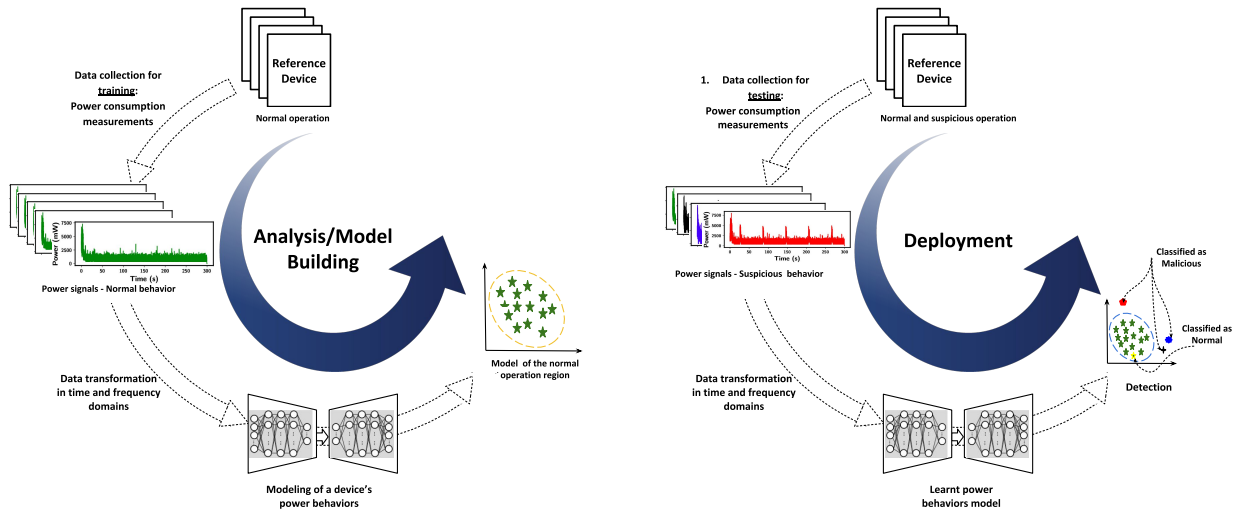 Reference
Device
Normal operation
Data collection for
training:
Power consumption
measurements
Power (mW)
7500
5000
2500
0
0
50
100
150
200
250
300
Time (s)
Power signals - Normal behavior
Analysis/Model
Building
Data transformation
in time and frequency
domains
Modeling of a device's
power behaviors
Model of the normal
operation region
Reference
Device
Normal and suspicious operation
1. Data collection for
testing:
Power consumption
measurements
Power (mW)
7500
5000
2500
0
0
50
100
150
200
250
300
Time (s)
Power signals - Suspicious behavior
Deployment
Data transformation
in time and frequency
domains
Learnt power
behaviors model
Classified as
Malicious
Classified as
Normal
Detection